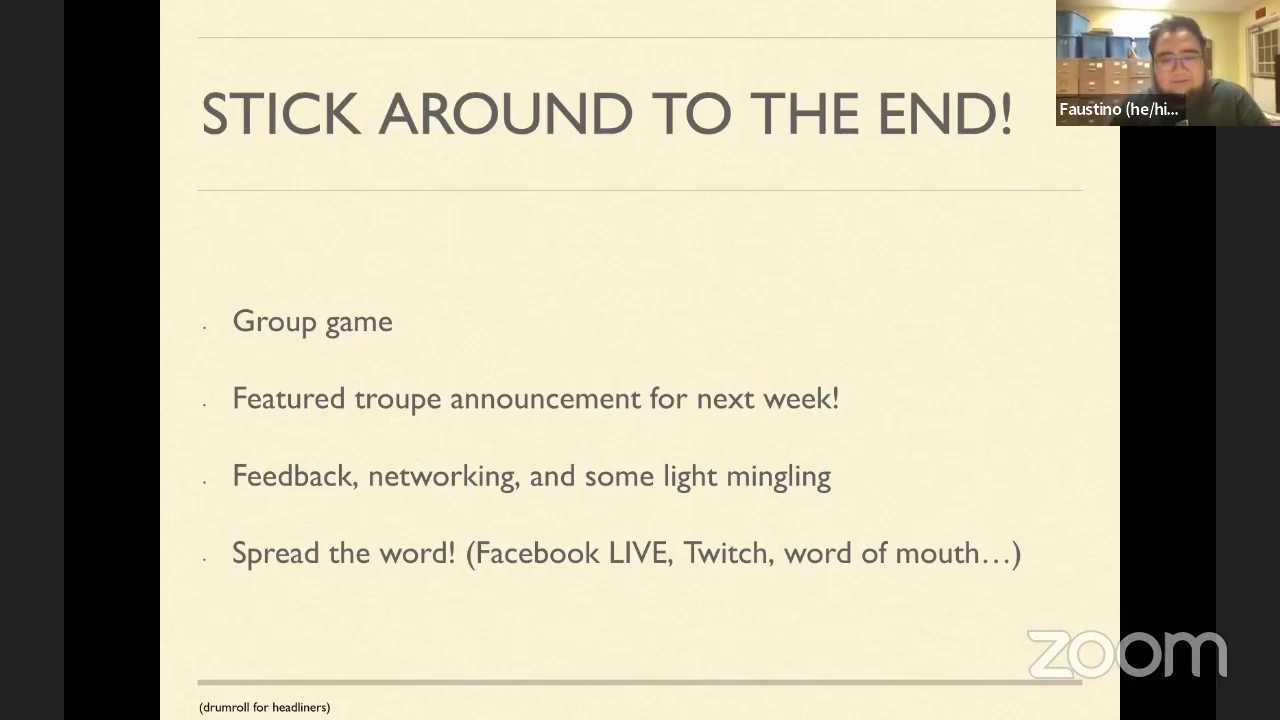 STICK AROUND TO THE END!
Faustino (he/hi...
Group game
Featured troupe announcement for next week!
Feedback, networking, and some light mingling
Spread the word! (Facebook LIVE, Twitch, word of mouth…)
zoom
(drumroll for headliners)